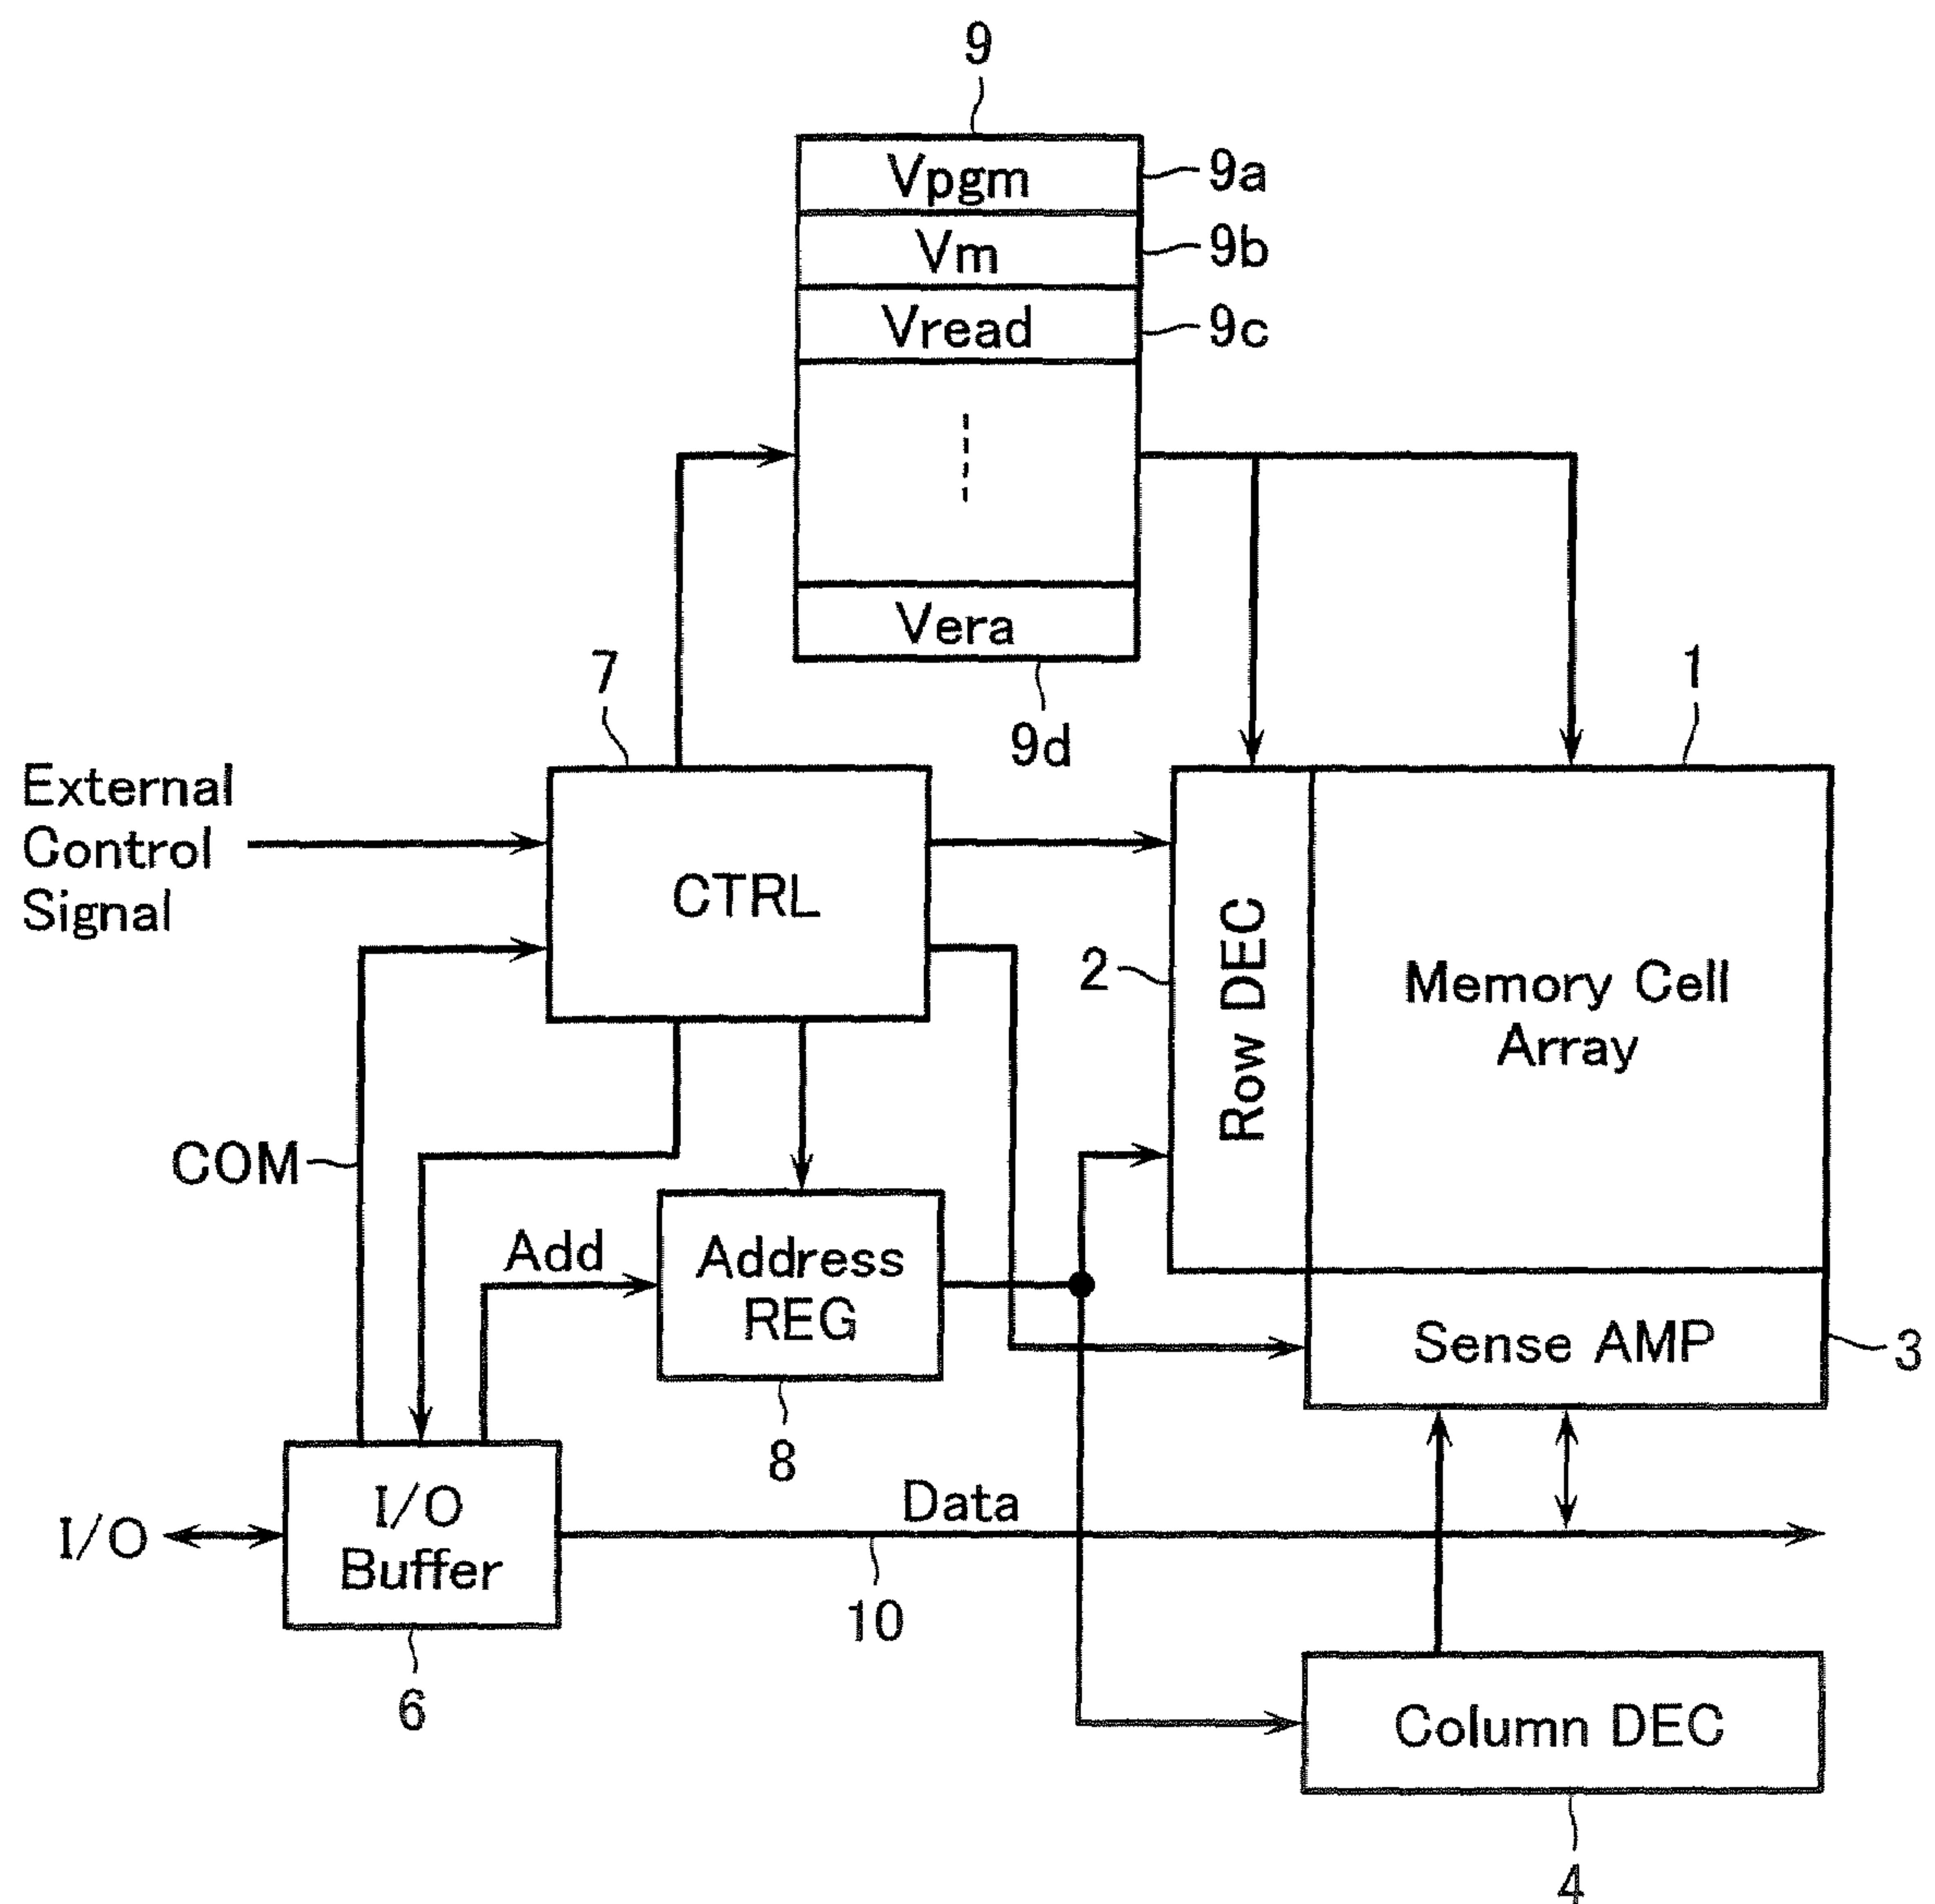 9
Vpgm
9a
Vm
9b
Vread
9c
Vera
9d
7
1
External
Control
Signal
CTRL
2
Row DEC
Memory Cell
Array
COM
Add
Address
REG
8
Sense AMP
3
I/O
I/O
Buffer
6
Data
10
Column DEC
4